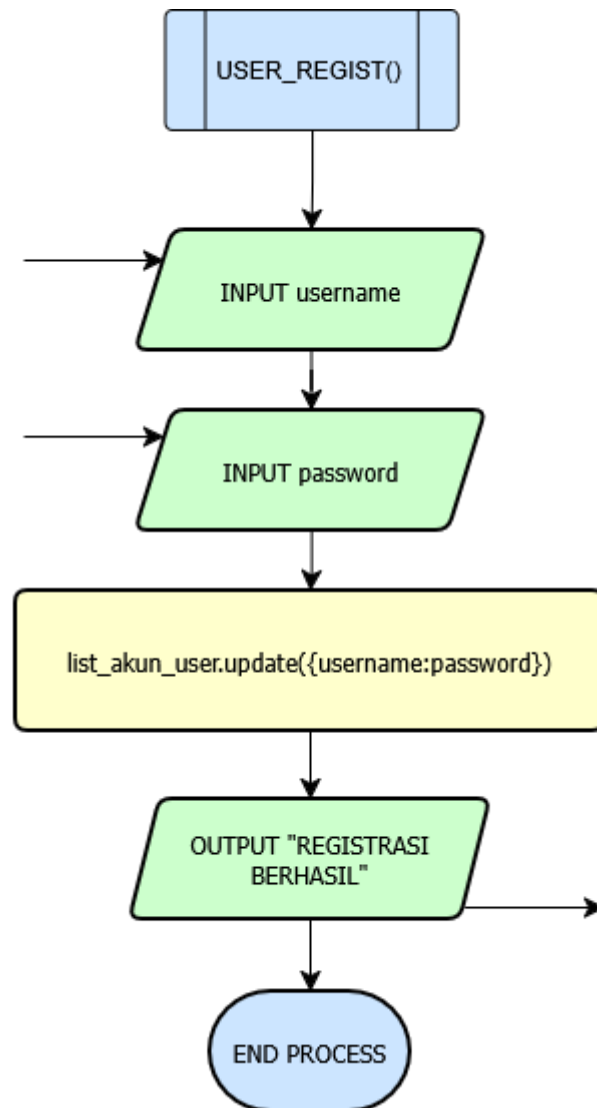 USER_REGIST()
INPUT username
INPUT password
list_akun_user.update({username:password})
OUTPUT "REGISTRASI
BERHASIL"
END PROCESS